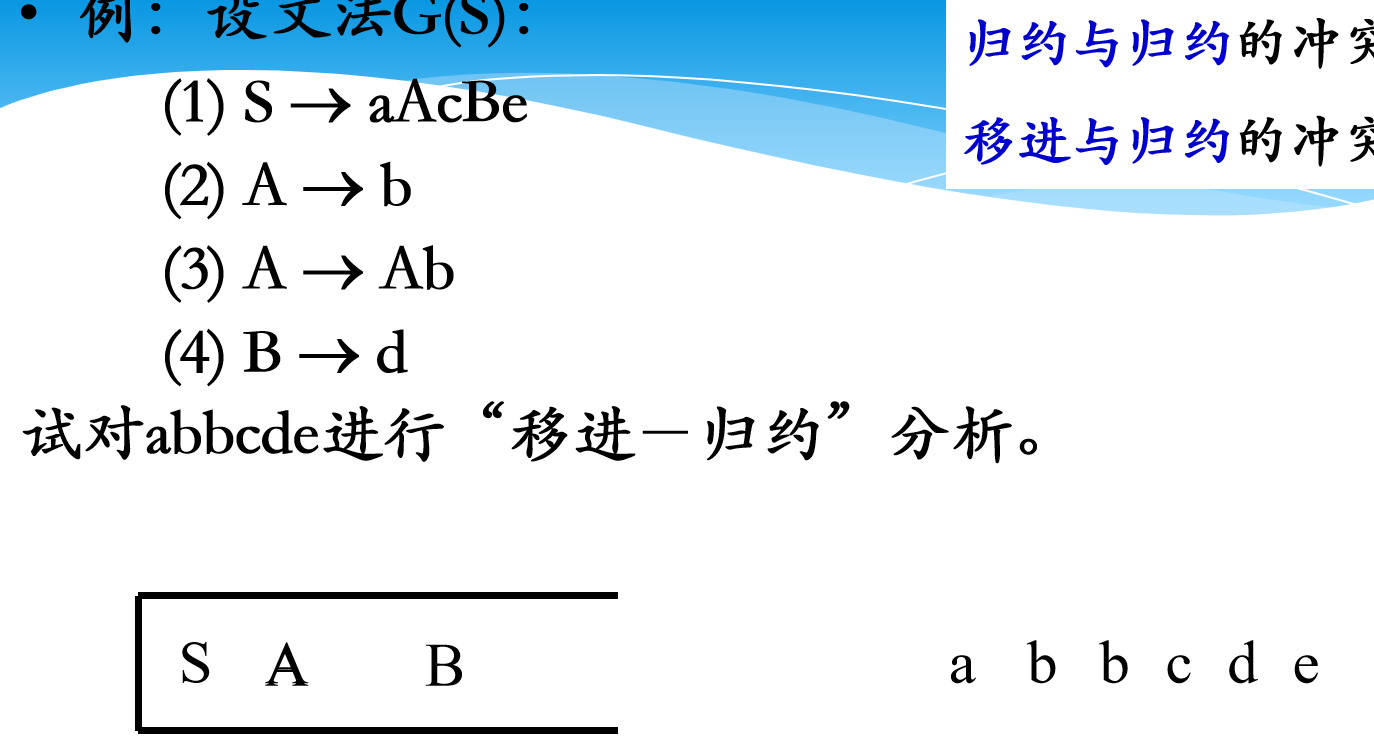 • 例：设文法G(S)：
(1) S → aAcBe
(2) A → b
(3) A → Ab
(4) B → d
试对abbcde进行“移进－归约”分析。
归约与归约的冲突
移进与归约的冲突
S A B
a b b c d e